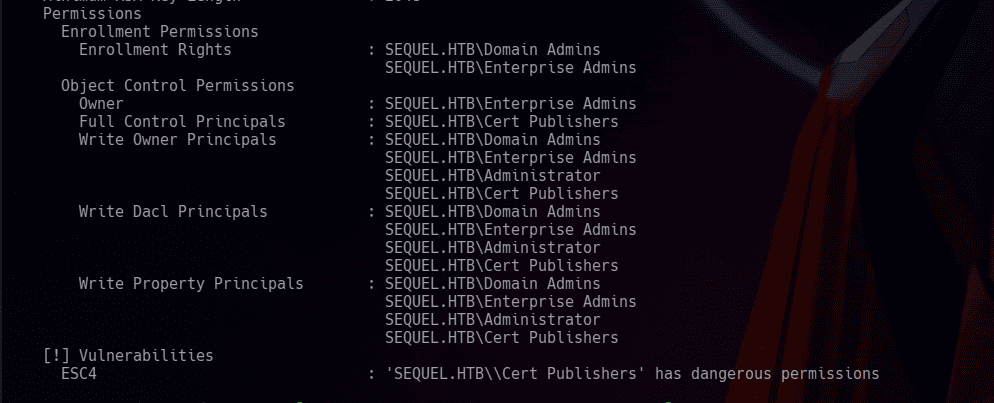 Permissions
Enrollment Permissions
Enrollment Rights : SEQUEL.HTB\Domain Admins
SEQUEL.HTB\Enterprise Admins
Object Control Permissions
Owner : SEQUEL.HTB\Enterprise Admins
Full Control Principals : SEQUEL.HTB\Cert Publishers
Write Owner Principals : SEQUEL.HTB\Domain Admins
SEQUEL.HTB\Enterprise Admins
SEQUEL.HTB\Administrator
SEQUEL.HTB\Cert Publishers
Write Dacl Principals : SEQUEL.HTB\Domain Admins
SEQUEL.HTB\Enterprise Admins
SEQUEL.HTB\Administrator
SEQUEL.HTB\Cert Publishers
Write Property Principals : SEQUEL.HTB\Domain Admins
SEQUEL.HTB\Enterprise Admins
SEQUEL.HTB\Administrator
SEQUEL.HTB\Cert Publishers
[!] Vulnerabilities
ESC4 : 'SEQUEL.HTB\\Cert Publishers' has dangerous permissions